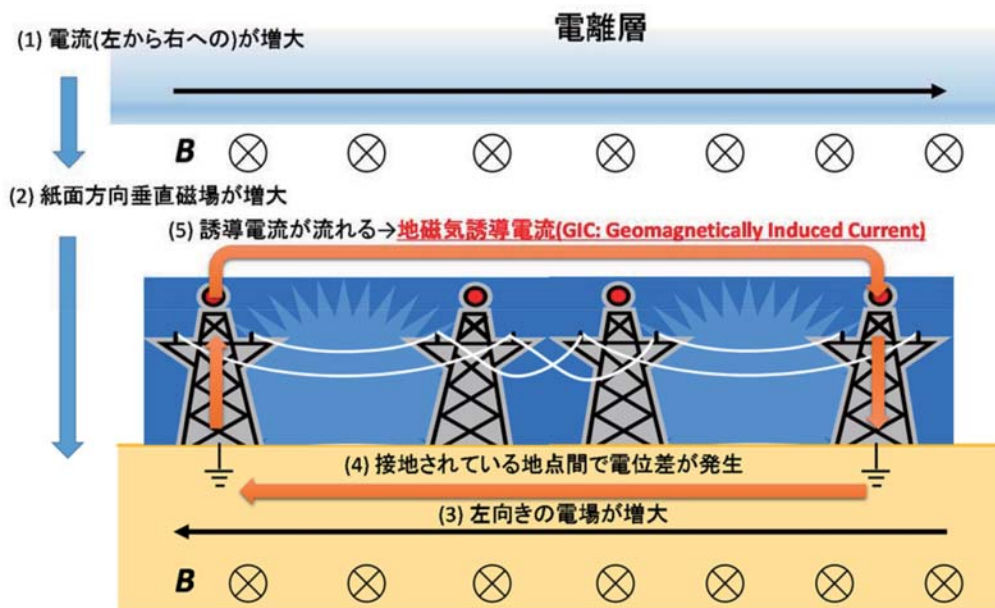 電離層
(1) 電流(左から右への)が増大
B
(2) 紙面方向垂直磁場が増大
(5) 誘導電流が流れる→地磁気誘導電流(GIC: Geomagnetically Induced Current)
(4) 接地されている地点間で電位差が発生
(3) 左向きの電場が増大
B